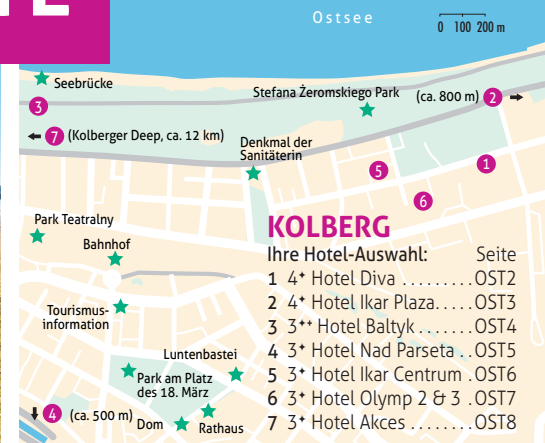 TE
Ostsee
0 100 200 m
Seebrücke
Stefana Żeromskiego Park
(ca. 800 m) 2
3
7 (Kolberger Deep, ca. 12 km)
Denkmal der
Sanitäterin
1
5
6
Park Teatralny
Bahnhof
Tourismus-
information
Luntenbastei
Park am Platz
des 18. März
4 (ca. 500 m)
Dom
Rathaus
KOLBERG
Ihre Hotel-Auswahl: Seite
1 4+ Hotel Diva ......... OST2
2 4+ Hotel Ikar Plaza..... OST3
3 3++ Hotel Baltyk ....... OST4
4 3+ Hotel Nad Parseta .. OST5
5 3+ Hotel Ikar Centrum . OST6
6 3+ Hotel Olymp 2 & 3 . OST7
7 3+ Hotel Akces ....... OST8